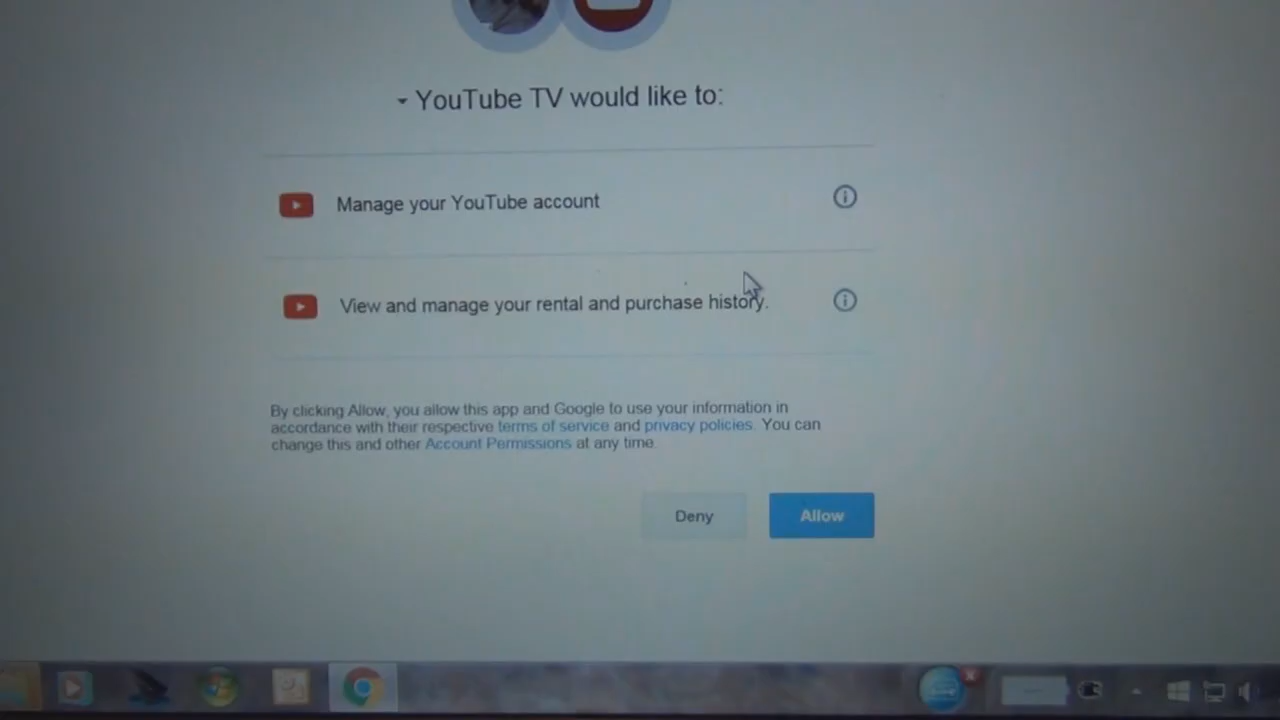 YouTube TV would like to:
Manage your YouTube account
View and manage your rental and purchase history.
By clicking Allow, you allow this app and Google to use your information in
accordance with their respective terms of service and privacy policies. You can
change this and other Account Permissions at any time.
Deny Allow